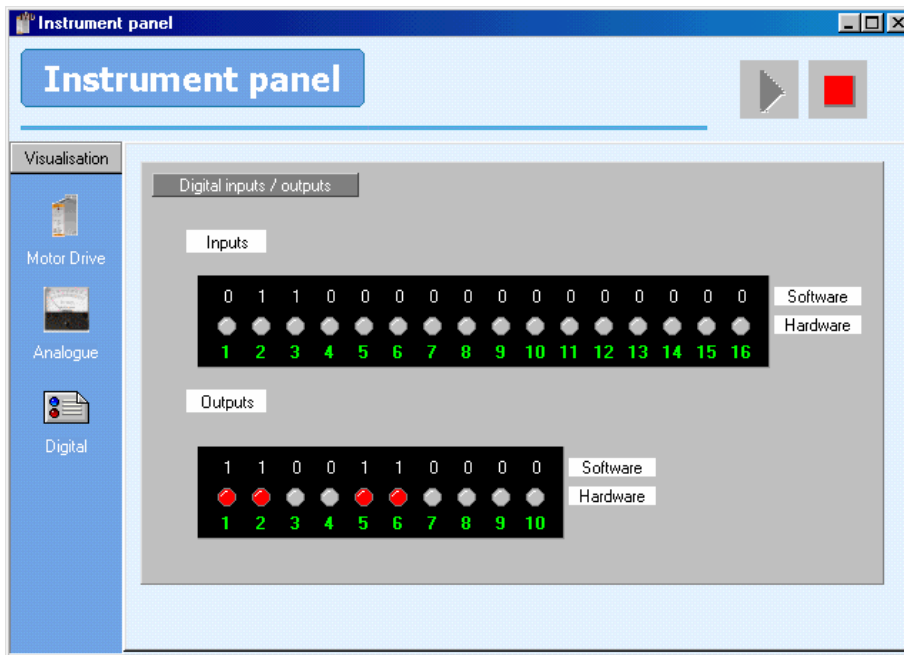 Instrument panel
Instrument panel
Visualisation
Motor Drive
Analogue
Digital
Digital inputs / outputs
Inputs
0 1 1 0 0 0 0 0 0 0 0 0 0 0 0 0 Software
Hardware
1 2 3 4 5 6 7 8 9 10 11 12 13 14 15 16
Outputs
1 1 0 0 1 1 0 0 0 0 Software
Hardware
1 2 3 4 5 6 7 8 9 10